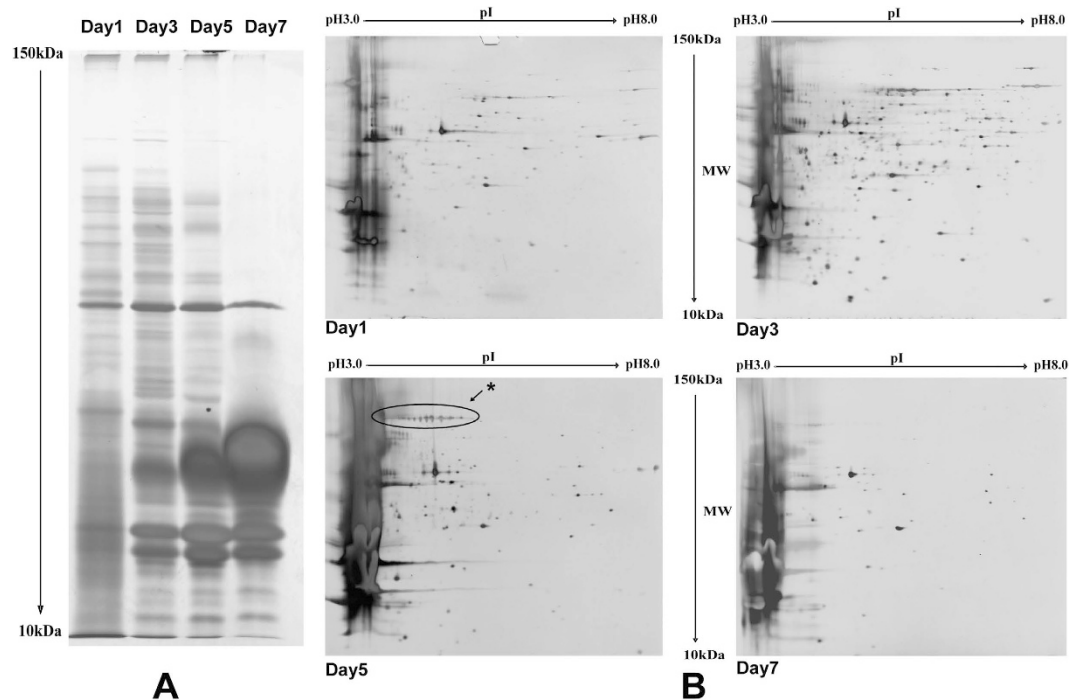 Day1 Day3 Day5 Day7
150kDa
10kDa
A
pH3.0 pI pH8.0
Day1
pH3.0 pI pH8.0
150kDa
MW
10kDa
Day3
pH3.0 pI pH8.0
*
Day5
pH3.0 pI pH8.0
150kDa
MW
10kDa
Day7
B